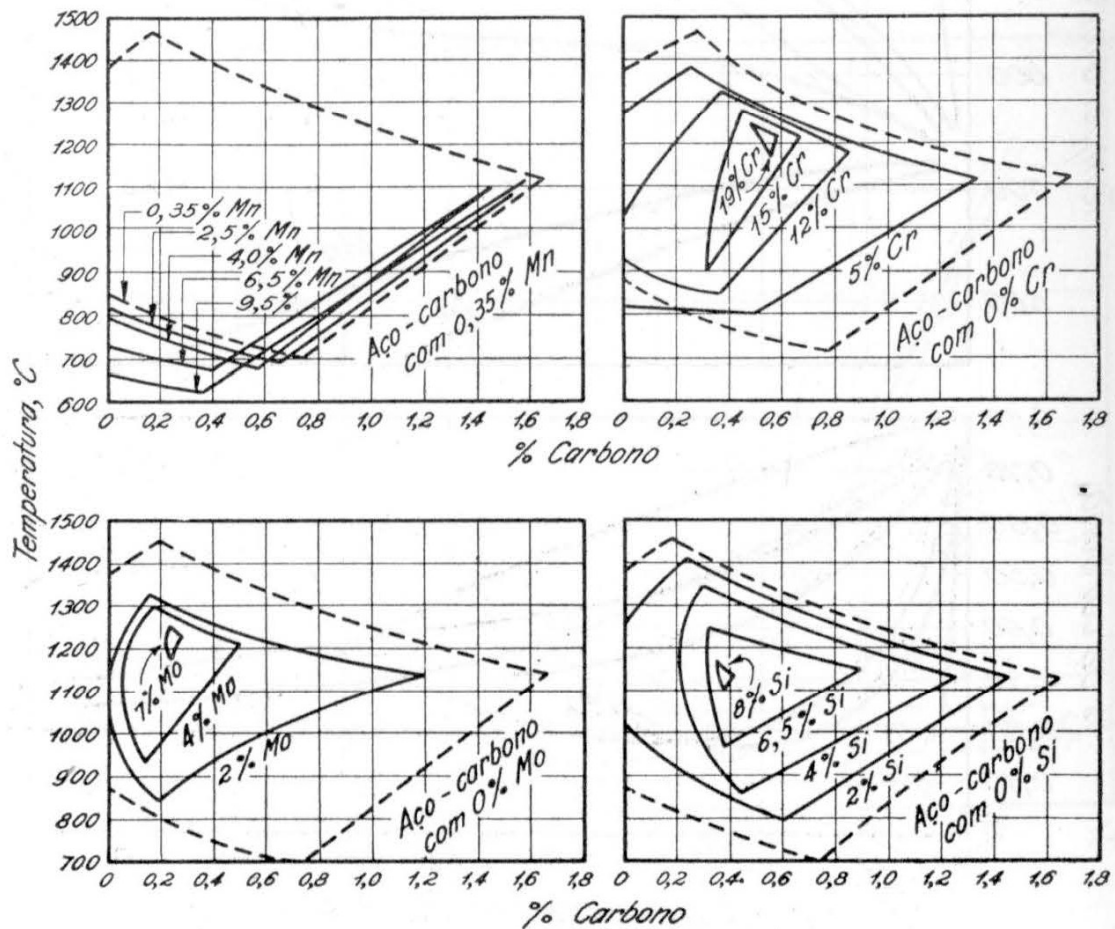 1500
1400
1300
1200
1100
1000
900
800
700
600
0,35% Mn
2,5% Mn
4,0% Mn
6,5% Mn
9,5%
Aço-carbono
com 0,35% Mn
0 0,2 0,4 0,6 0,8 1,0 1,2 1,4 1,6 1,8
19% Cr
15% Cr
12% Cr
5% Cr
Aço-carbono
com 0% Cr
0 0,2 0,4 0,6 0,8 1,0 1,2 1,4 1,6 1,8
% Carbono
Temperatura, °C
1500
1400
1300
1200
1100
1000
900
800
700
7% Mo
4% Mo
2% Mo
Aço-carbono
com 0% Mo
0 0,2 0,4 0,6 0,8 1,0 1,2 1,4 1,6 1,8
8% Si
6,5% Si
4% Si
2% Si
Aço-carbono
com 0% Si
0 0,2 0,4 0,6 0,8 1,0 1,2 1,4 1,6 1,8
% Carbono